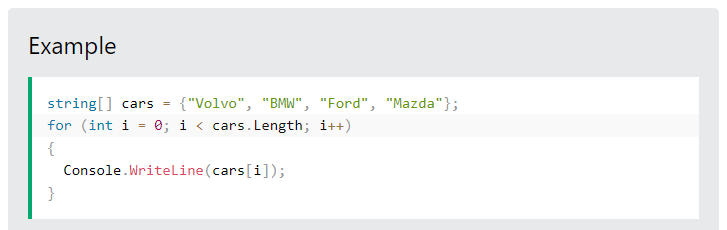 Example
string[] cars = {"Volvo", "BMW", "Ford", "Mazda"};
for (int i = 0; i < cars.Length; i++)
{
  Console.WriteLine(cars[i]);
}